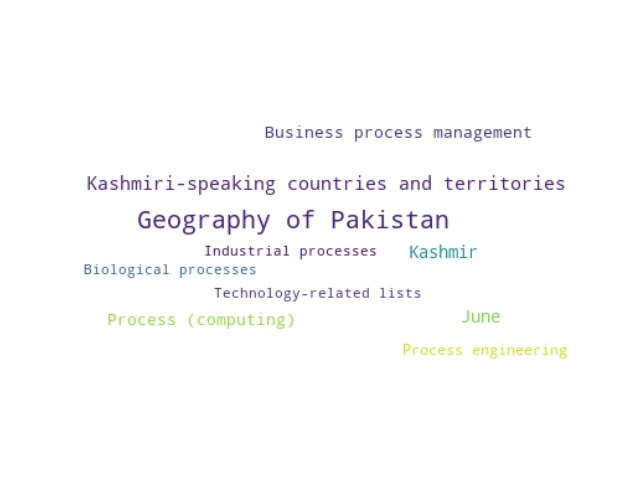 Business process management
Kashmiri-speaking countries and territories
Geography of Pakistan
Industrial processes
Kashmir
Biological processes
Technology-related lists
Process (computing)
June
Process engineering